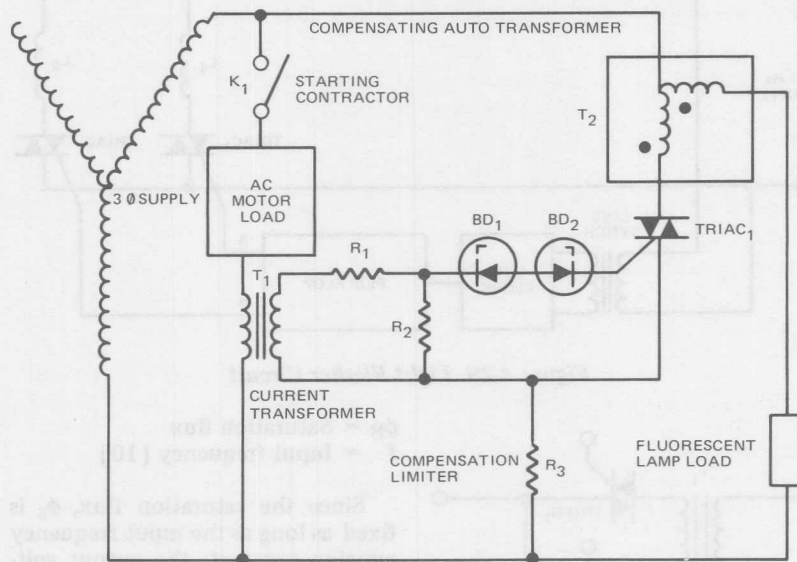 COMPENSATING AUTO TRANSFORMER
K1
STARTING
CONTRACTOR
T2
3 Ø SUPPLY
AC
MOTOR
LOAD
BD1
BD2
TRIAC1
R1
T1
R2
CURRENT
TRANSFORMER
COMPENSATION
LIMITER
R3
FLUORESCENT
LAMP LOAD